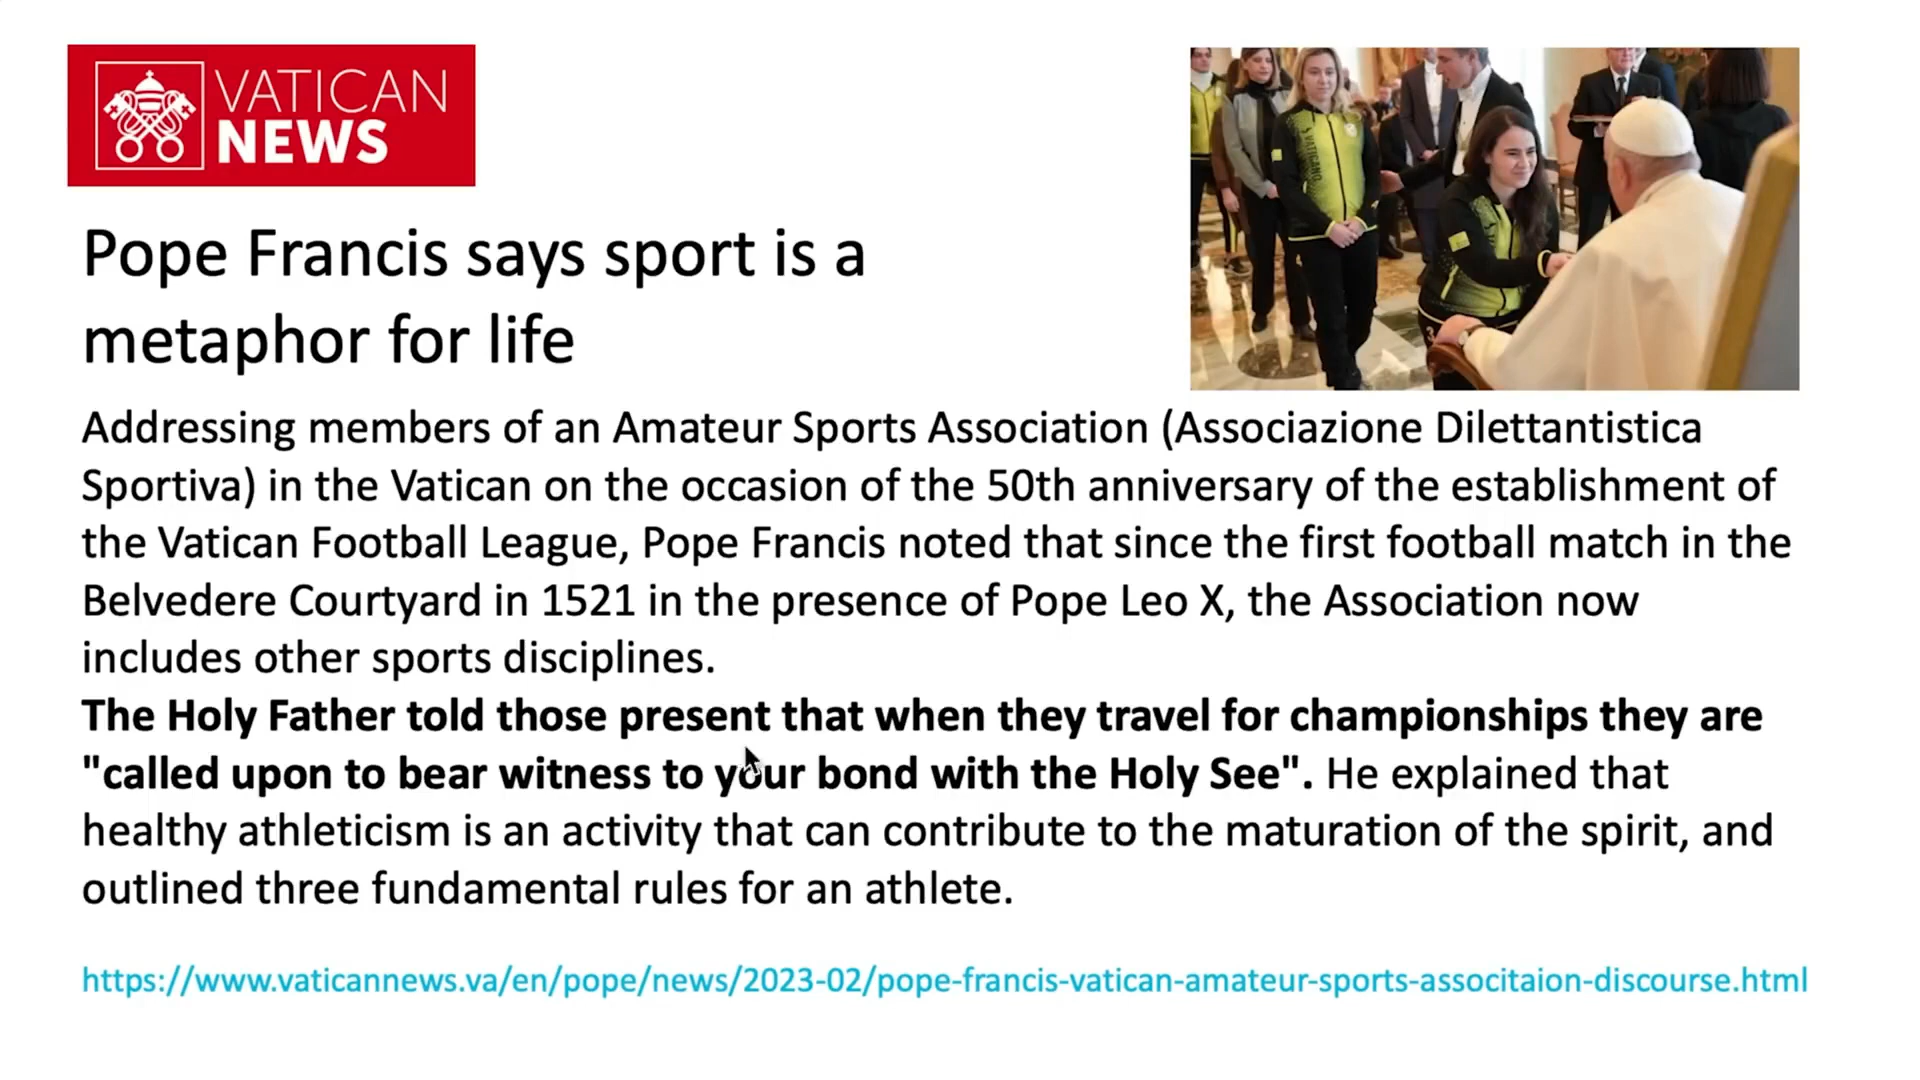 VATICAN
NEWS
Pope Francis says sport is a
metaphor for life
Addressing members of an Amateur Sports Association (Associazione Dilettantistica
Sportiva) in the Vatican on the occasion of the 50th anniversary of the establishment of
the Vatican Football League, Pope Francis noted that since the first football match in the
Belvedere Courtyard in 1521 in the presence of Pope Leo X, the Association now
includes other sports disciplines.
The Holy Father told those present that when they travel for championships they are
"called upon to bear witness to your bond with the Holy See". He explained that
healthy athleticism is an activity that can contribute to the maturation of the spirit, and
outlined three fundamental rules for an athlete.
https://www.vaticannews.va/en/pope/news/2023-02/pope-francis-vatican-amateur-sports-associtaion-discourse.html